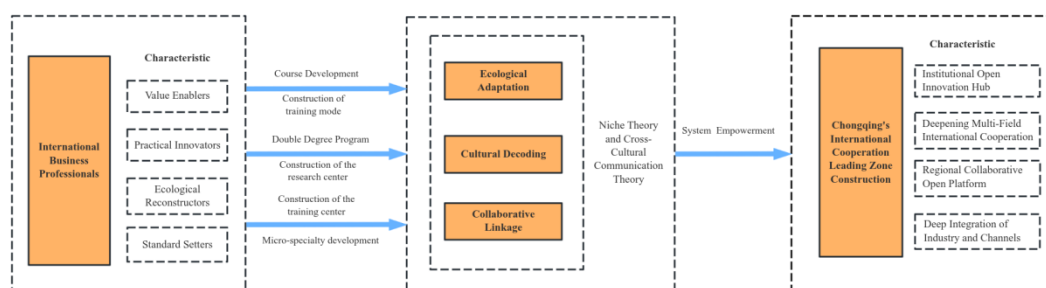 Characteristic
International
Business
Professionals
Value Enablers
Practical Innovators
Ecological
Reconstructors
Standard Setters
Course Development
Construction of
training mode
Double Degree Program
Construction of the
research center
Construction of the
training center
Micro-specialty development
Ecological
Adaptation
Cultural Decoding
Collaborative
Linkage
Niche Theory
and Cross-
Cultural
Communication
Theory
System Empowerment
Chongqing's
International
Cooperation
Leading Zone
Construction
Characteristic
Institutional Open
Innovation Hub
Deepening Multi-Field
International Cooperation
Regional Collaborative
Open Platform
Deep Integration of
Industry and Channels